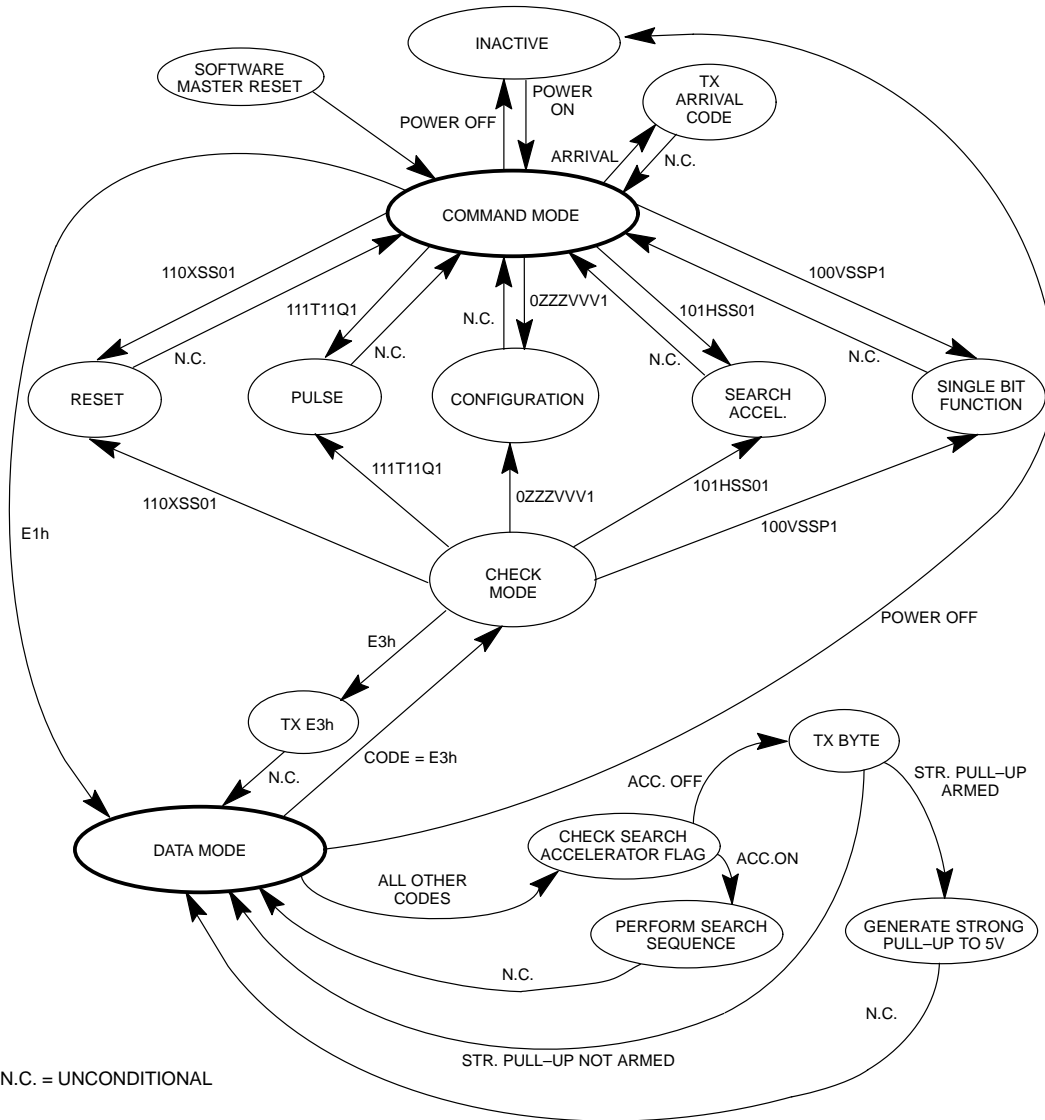 INACTIVE
SOFTWARE
MASTER RESET
TX
ARRIVAL
CODE
POWER OFF
POWER
ON
ARRIVAL
N.C.
COMMAND MODE
110XSS01
N.C.
111T11Q1
N.C.
N.C.
0ZZZVVV1
101HSS01
N.C.
100VSSP1
N.C.
RESET
PULSE
CONFIGURATION
SEARCH
ACCEL.
SINGLE BIT
FUNCTION
110XSS01
111T11Q1
0ZZZVVV1
101HSS01
100VSSP1
E1h
CHECK
MODE
POWER OFF
E3h
TX E3h
N.C.
CODE = E3h
TX BYTE
ACC. OFF
STR. PULL–UP
ARMED
DATA MODE
CHECK SEARCH
ACCELERATOR FLAG
ACC.ON
ALL OTHER
CODES
PERFORM SEARCH
SEQUENCE
GENERATE STRONG
PULL–UP TO 5V
N.C.
N.C.
STR. PULL–UP NOT ARMED
N.C. = UNCONDITIONAL